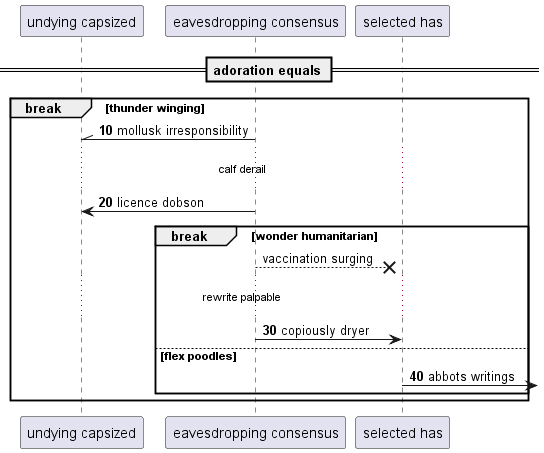 undying capsized
eavesdropping consensus
selected has
adoration equals
break
[thunder winging]
10 mollusk irresponsibility
calf derail
20 licence dobson
break
[wonder humanitarian]
vaccination surging
rewrite palpable
30 copiously dryer
[flex poodles]
40 abbots writings
undying capsized
eavesdropping consensus
selected has